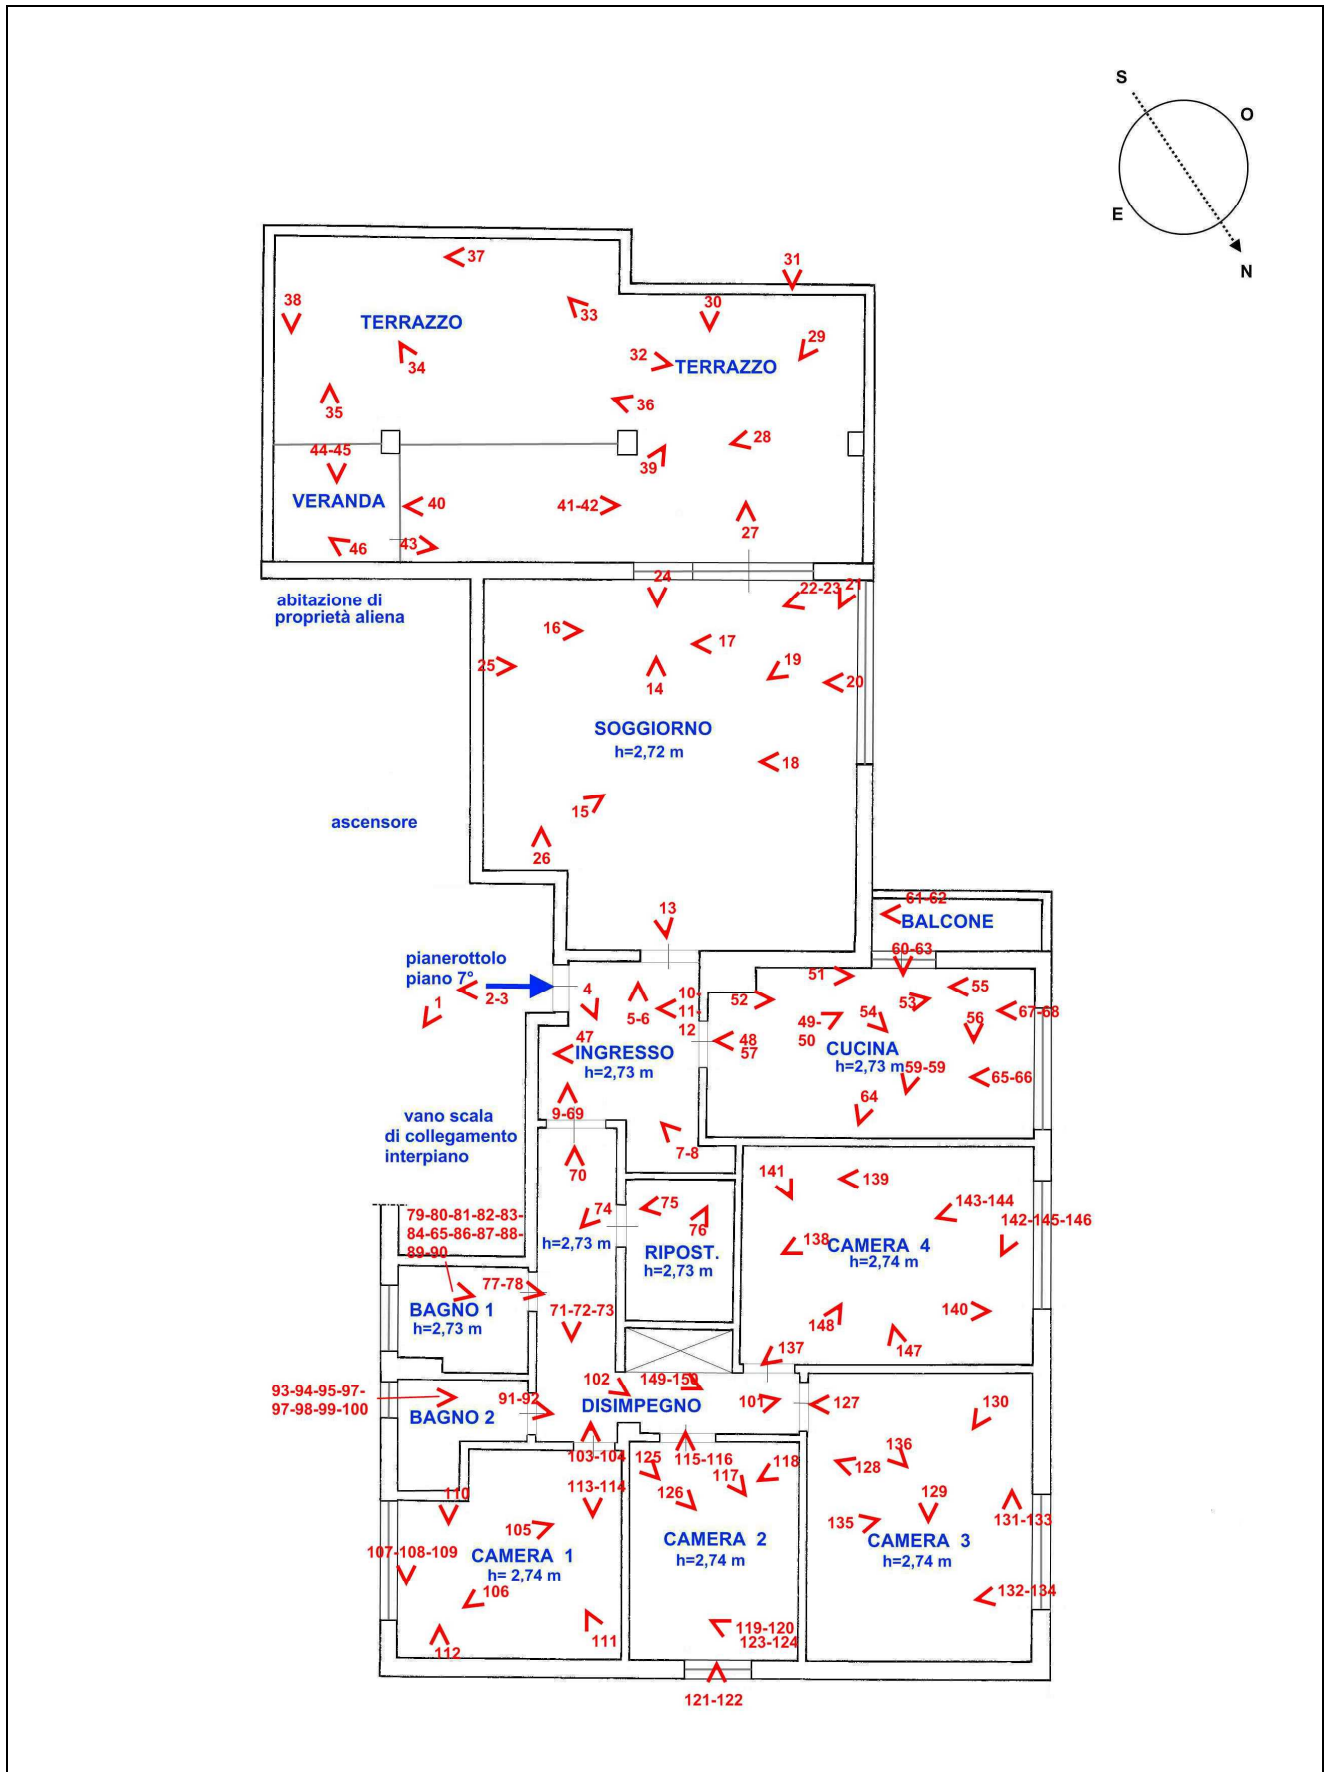 S
O
E
N
37
31
38
30
33
29
TERRAZZO
32
TERRAZZO
34
36
35
28
44-45
39
VERANDA
40
41-42
27
43
46
24
22-23
21
abitazione di
proprietà aliena
16
17
25
19
14
20
SOGGIORNO
h=2,72 m
18
15
ascensore
26
61-62
13
BALCONE
60-63
pianerottolo
piano 7°
51
1
2-3
4
5-6
10-
11-
12
52
55
53
67-68
54
56
49-
50
47
48
57
INGRESSO
h=2,73 m
CUCINA
h=2,73 m
59-59
65-66
64
9-69
vano scala
di collegamento
interpiano
7-8
70
141
139
79-80-81-82-83-
84-65-86-87-88-
89-90
74
75
76
143-144
142-145-146
h=2,73 m
RIPOST.
h=2,73 m
138
CAMERA 4
h=2,74 m
77-78
BAGNO 1
h=2,73 m
71-72-73
148
140
147
137
93-94-95-97-
97-98-99-100
102
149-150
91-92
BAGNO 2
DISIMPEGNO
101
127
130
103-104
125
115-116
118
117
136
128
110
113-114
126
129
105
135
131-133
CAMERA 2
h=2,74 m
CAMERA 3
h=2,74 m
107-108-109
CAMERA 1
h= 2,74 m
106
132-134
111
112
119-120
123-124
121-122